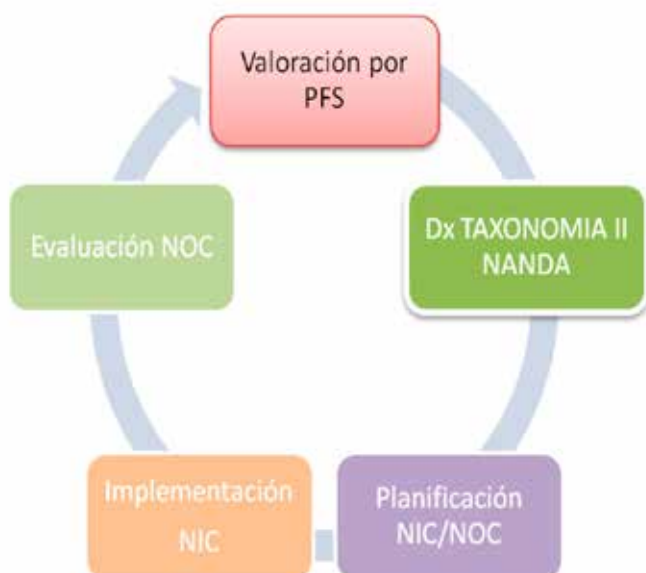 Valoración por
PFS
Dx TAXONOMIA II
NANDA
Planificación
NIC/NOC
Implementación
NIC
Evaluación NOC